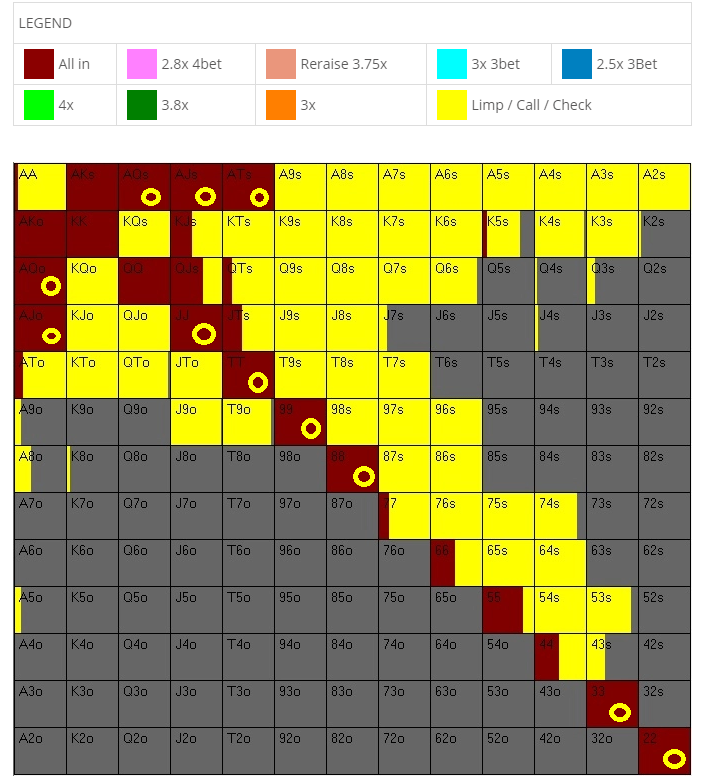 LEGEND
All in 2.8x 4bet Reraise 3.75x 3x 3bet 2.5x 3Bet
4x 3.8x 3x Limp / Call / Check
AA AKs AQs AJs ATs A9s A8s A7s A6s A5s A4s A3s A2s
AKo KK KQs KJs KTs K9s K8s K7s K6s K5s K4s K3s K2s
AQo KQo QQ QJs QTs Q9s Q8s Q7s Q6s Q5s Q4s Q3s Q2s
AJo KJo QJo JJ JTs J9s J8s J7s J6s J5s J4s J3s J2s
ATo KTo QTo JTo TT T9s T8s T7s T6s T5s T4s T3s T2s
A9o K9o Q9o J9o T9o 99 98s 97s 96s 95s 94s 93s 92s
A8o K8o Q8o J8o T8o 98o 88 87s 86s 85s 84s 83s 82s
A7o K7o Q7o J7o T7o 97o 87o 77 76s 75s 74s 73s 72s
A6o K6o Q6o J6o T6o 96o 86o 76o 66 65s 64s 63s 62s
A5o K5o Q5o J5o T5o 95o 85o 75o 65o 55 54s 53s 52s
A4o K4o Q4o J4o T4o 94o 84o 74o 64o 54o 44 43s 42s
A3o K3o Q3o J3o T3o 93o 83o 73o 63o 53o 43o 33 32s
A2o K2o Q2o J2o T2o 92o 82o 72o 62o 52o 42o 32o 22